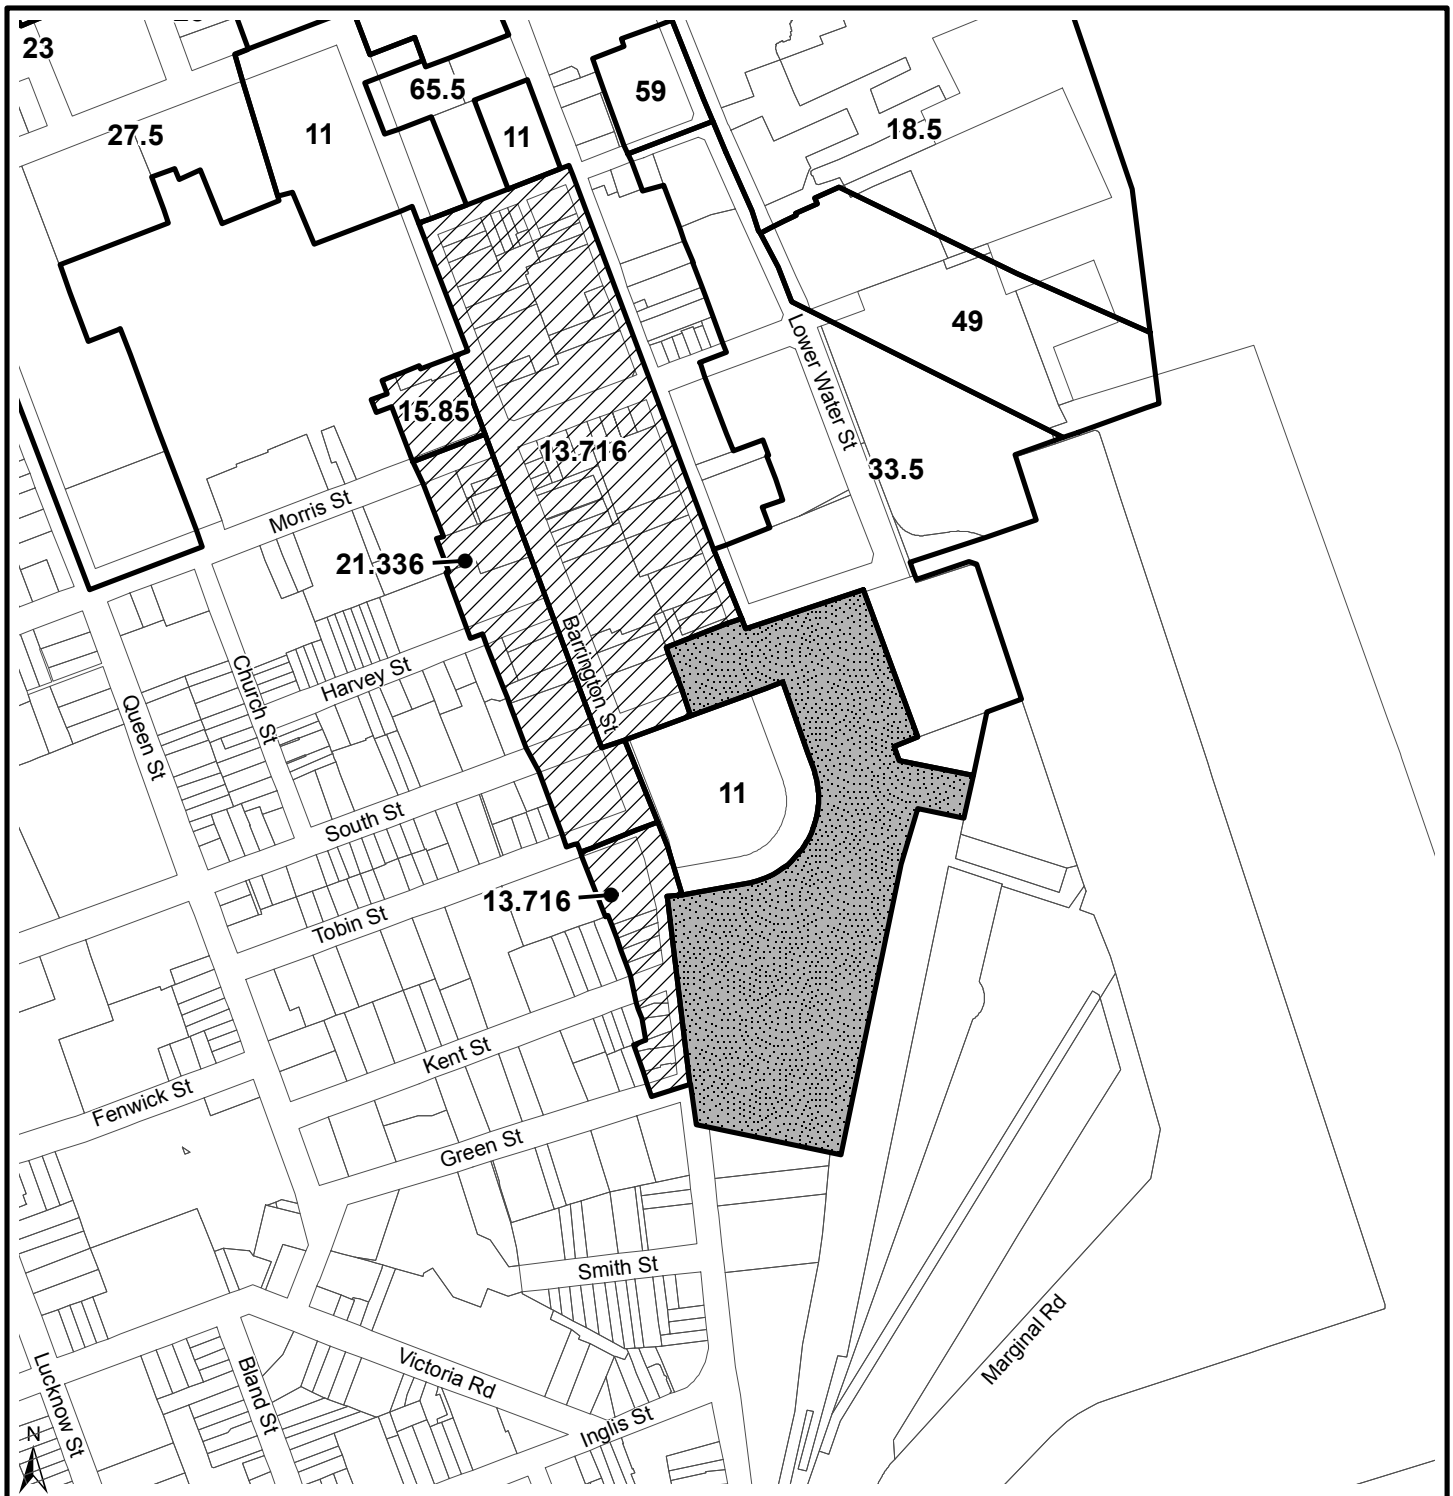 23
65.5
59
27.5
11
11
18.5
49
Lower Water St
15.85
13.716
33.5
Morris St
21.336
Barrington St
Church St
Harvey St
Queen St
11
South St
13.716
Tobin St
Kent St
Fenwick St
Green St
Smith St
Marginal Rd
Lucknow St
Bland St
Victoria Rd
Inglis St
N